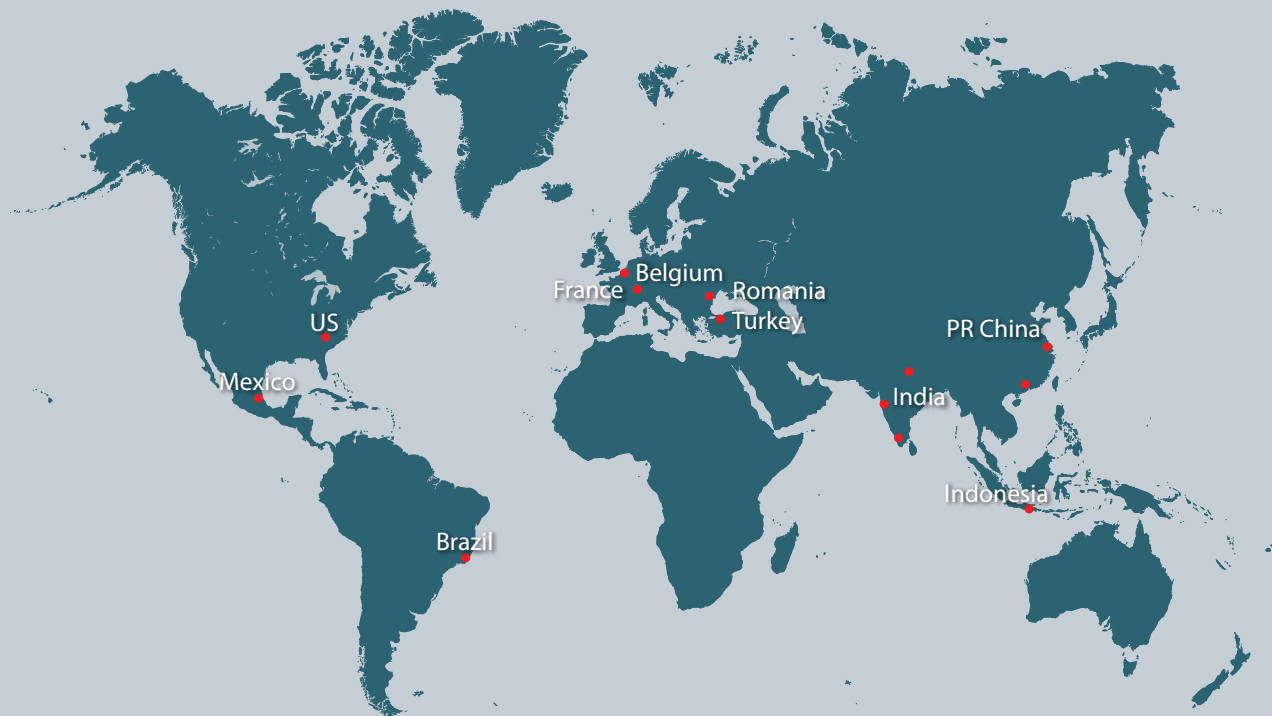 Belgium
France
Romania
Turkey
US
PR China
Mexico
India
Indonesia
Brazil